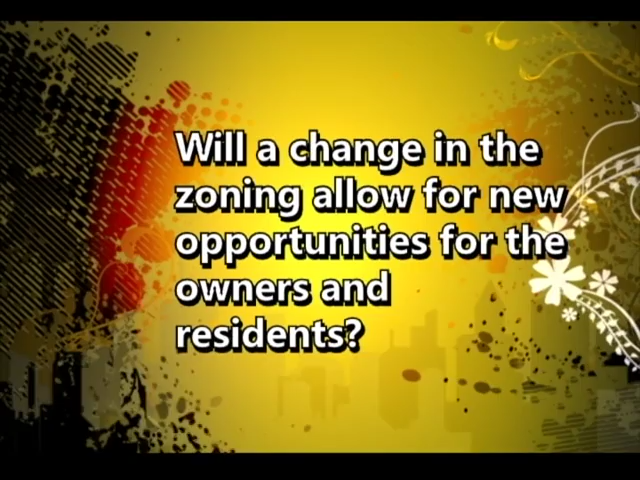 Will a change in the
zoning allow for new
opportunities for the
owners and
residents?